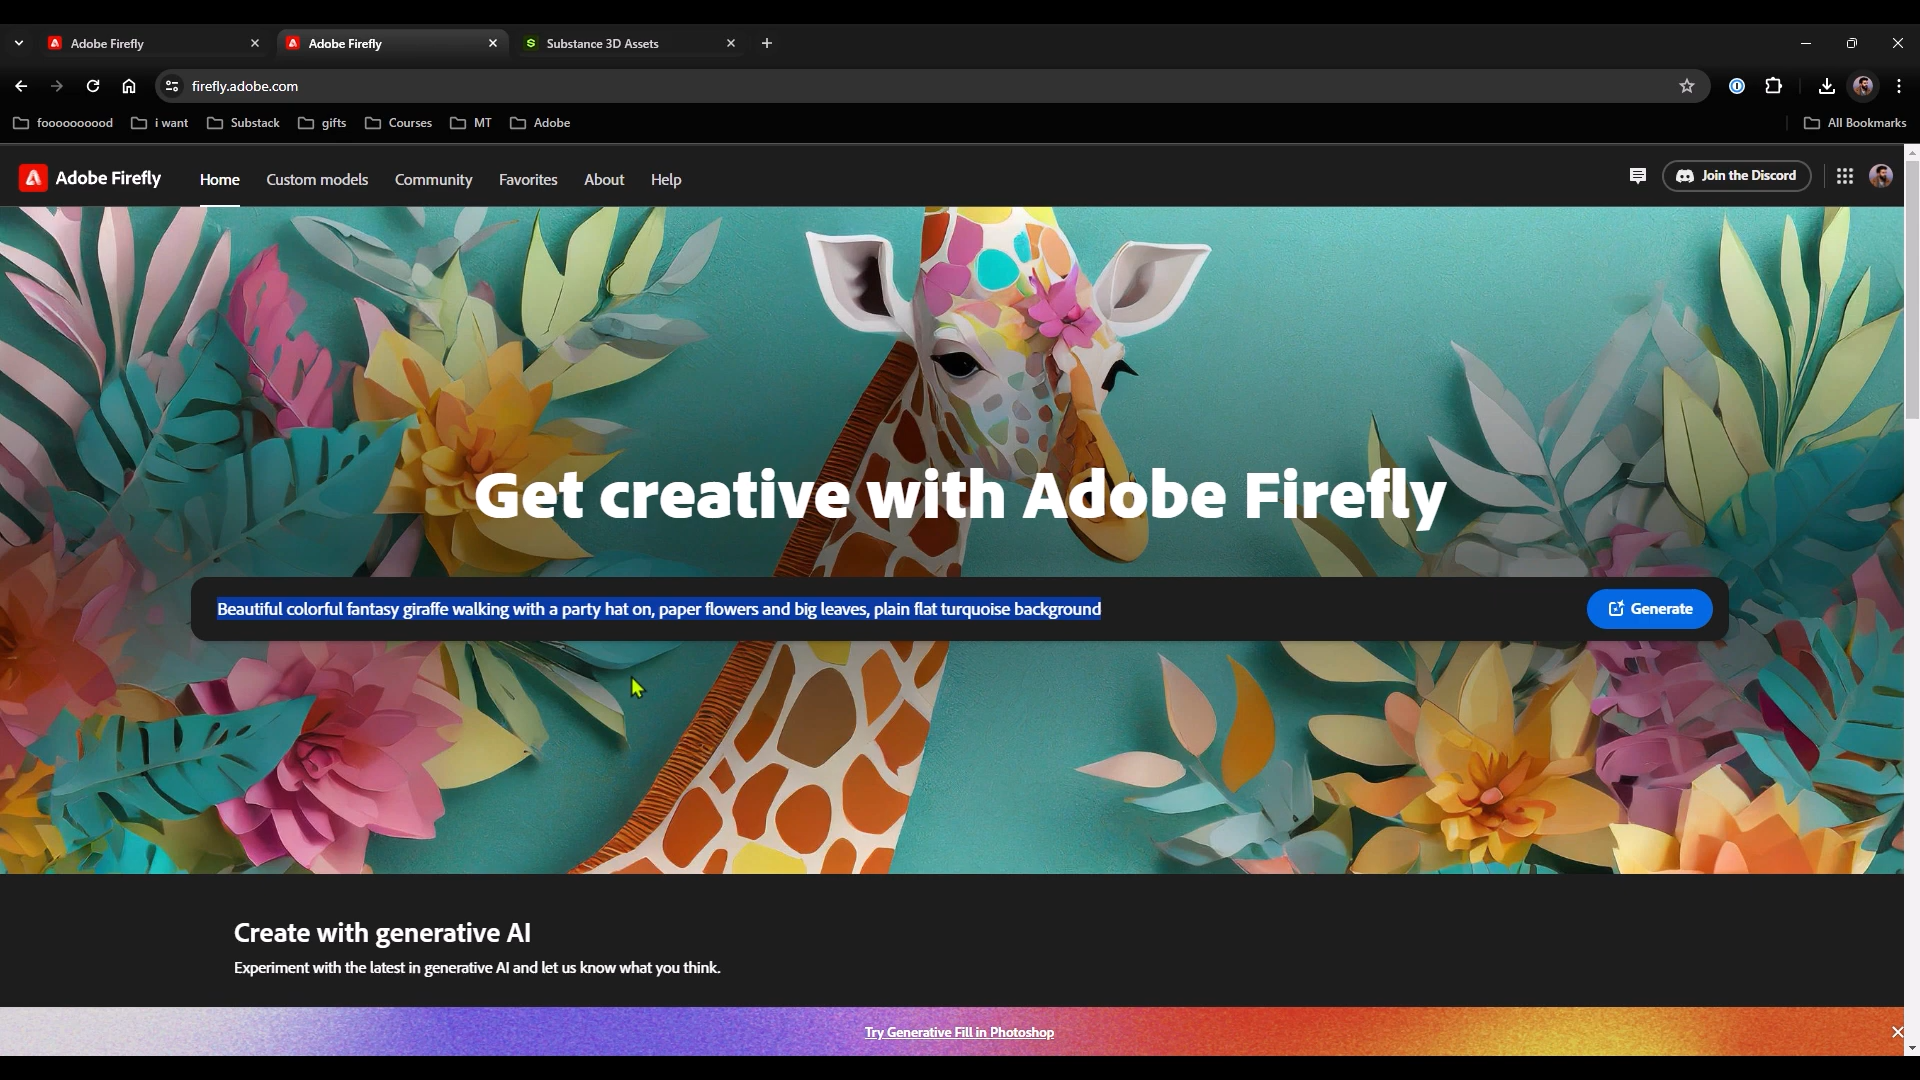 Adobe Firefly
Adobe Firefly
S Substance 3D Assets
firefly.adobe.com
foooooooood
i want
Substack
gifts
Courses
MT
Adobe
All Bookmarks
Adobe Firefly
Home
Custom models
Community
Favorites
About
Help
Join the Discord
Get creative with Adobe Firefly
Beautiful colorful fantasy giraffe walking with a party hat on, paper flowers and big leaves, plain flat turquoise background
Generate
Create with generative AI
Experiment with the latest in generative AI and let us know what you think.
Try Generative Fill in Photoshop